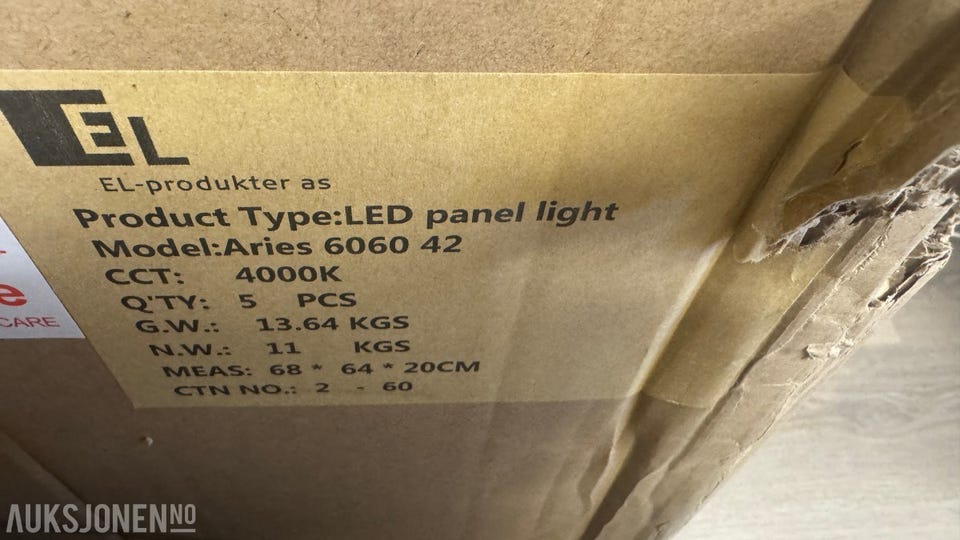 EL
EL-produkter as
Product Type:LED panel light
Model:Aries 6060 42
CCT: 4000K
Q'TY: 5 PCS
G.W.: 13.64 KGS
N.W.: 11 KGS
MEAS: 68 * 64 * 20CM
CTN NO.: 2 - 60
e
CARE
AUKSJONEN.NO